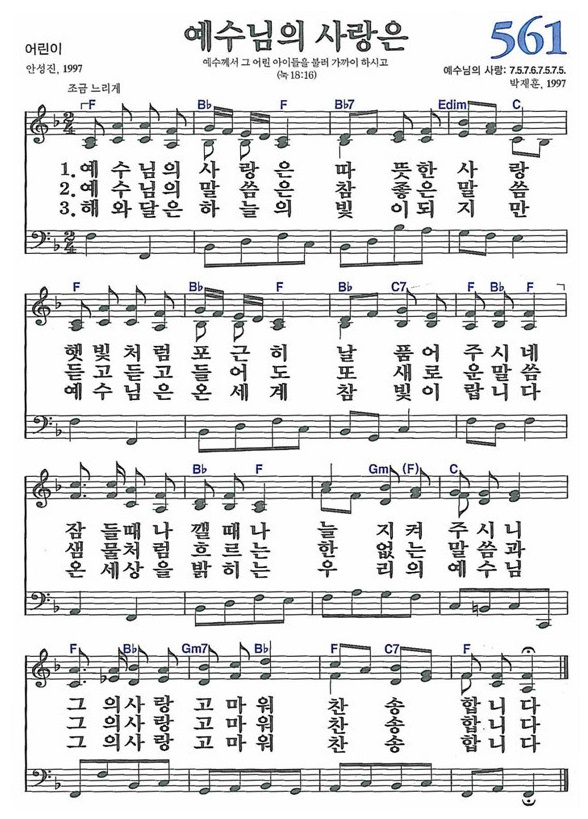 어린이
예수님의 사랑은
561
안성진, 1997
예수께서 그 어린 아이들을 불러 가까이 하시고
(눅 18:16)
예수님의 사랑: 7.5.7.6.7.5.7.5.
박재훈, 1997
조금 느리게
F B♭ F B♭7 Edim C
1. 예 수 님의 사 랑 은 따 뜻한 사 랑
2. 예 수 님의 말 씀 은 참 좋은 말 씀
3. 해 와 달은 하 늘 의 빛 이되 지 만
F B♭ F B♭ C7 F B♭ F
햇 빛 처 럼 포 근 히 날 품어 주 시 네
듣 고 듣 고 들 어 도 또 새로 운 말 씀
예 수 님 은 온 세 계 참 빛이 랍 니 다
B♭ F Gm (F) C
잠 들때 나 깰 때 나 늘 지 켜 주 시 니
샘 물처 럼 흐 르 는 한 없 는 말 씀 과
온 세상 을 밝 히 는 우 리 의 예 수 님
F B♭ Gm7 B♭ F C7 F
그 의사 랑 고 마 워 찬 송 합 니 다
그 의사 랑 고 마 워 찬 송 합 니 다
그 의사 랑 고 마 워 찬 송 합 니 다